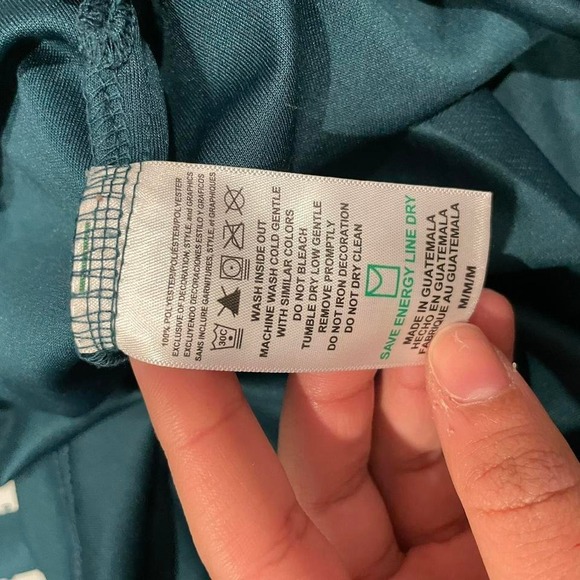 100% POLYESTER/POLIÉSTER/POLYESTER
EXCLUSIVE OF DECORATION, STYLE, and GRAPHICS
EXCLUYENDO DECORACIONES ESTILO Y GRAFICOS
SANS INCLURE GARNITURES, STYLE, et GRAPHIQUES
30C
WASH INSIDE OUT
MACHINE WASH COLD GENTLE
WITH SIMILAR COLORS
DO NOT BLEACH
TUMBLE DRY LOW GENTLE
REMOVE PROMPTLY
DO NOT IRON DECORATION
DO NOT DRY CLEAN
SAVE ENERGY LINE DRY
MADE IN GUATEMALA
HECHO EN GUATEMALA
FABRIQUE AU GUATEMALA
M/M/M